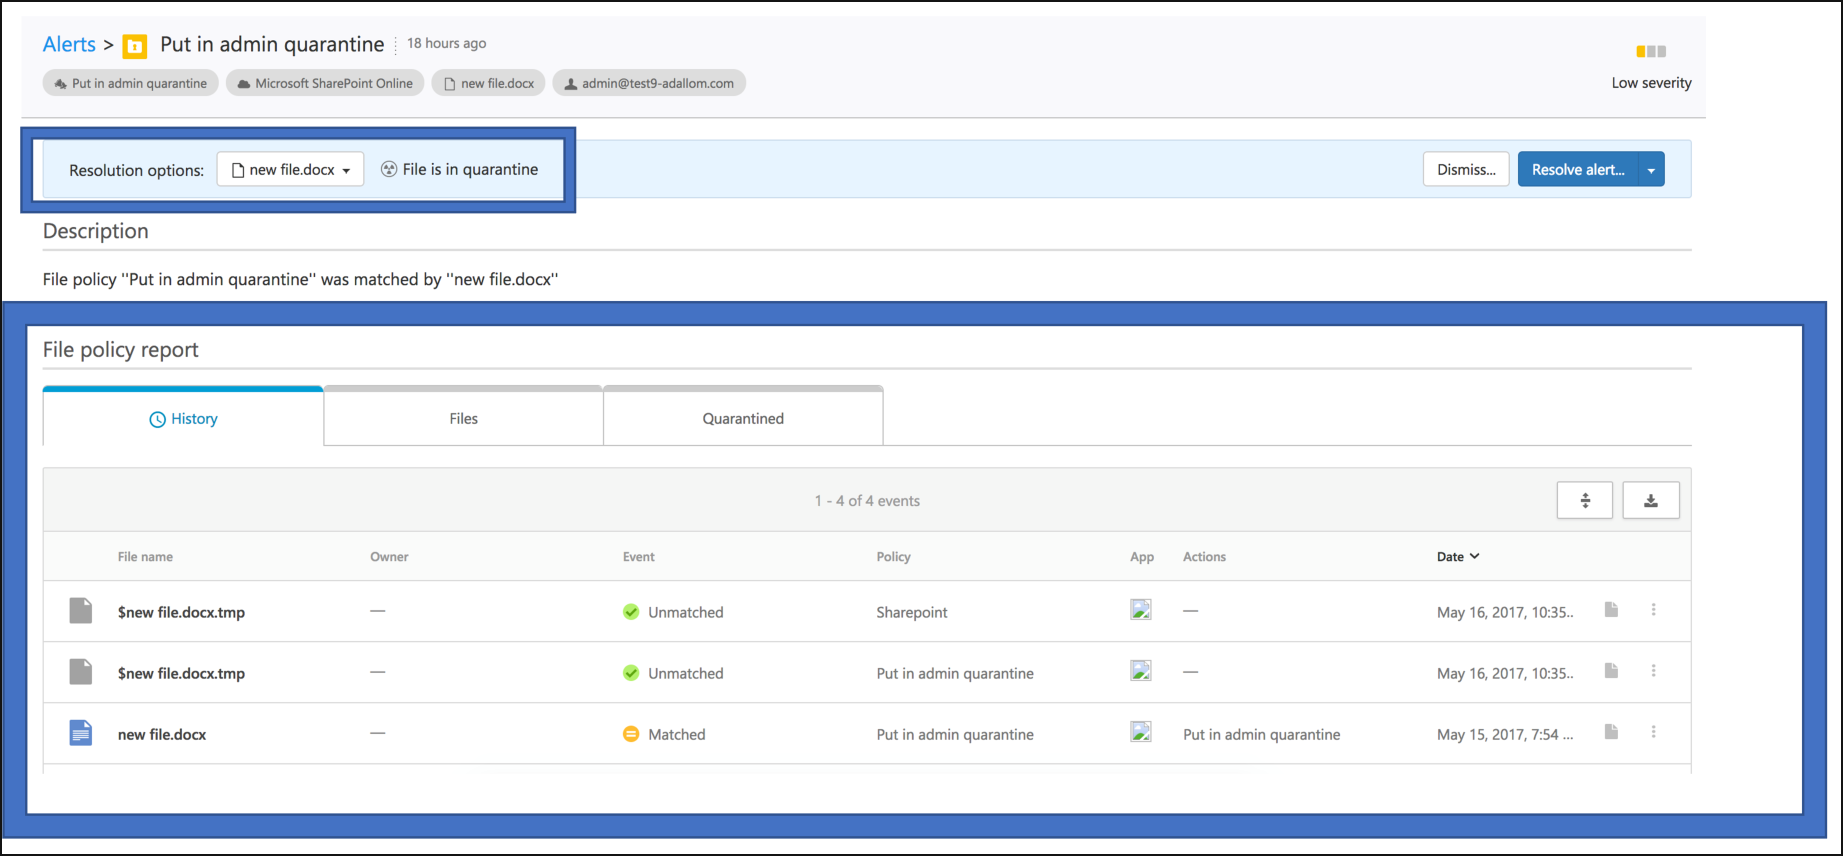 Alerts > Put in admin quarantine 18 hours ago
Put in admin quarantine Microsoft SharePoint Online new file.docx admin@test9-adallom.com
Low severity
Resolution options: new file.docx File is in quarantine Dismiss... Resolve alert...
Description
File policy "Put in admin quarantine" was matched by "new file.docx"
File policy report
History Files Quarantined
1 - 4 of 4 events
File name Owner Event Policy App Actions Date
$new file.docx.tmp — Unmatched Sharepoint — May 16, 2017, 10:35..
$new file.docx.tmp — Unmatched Put in admin quarantine — May 16, 2017, 10:35..
new file.docx — Matched Put in admin quarantine Put in admin quarantine May 15, 2017, 7:54 ...